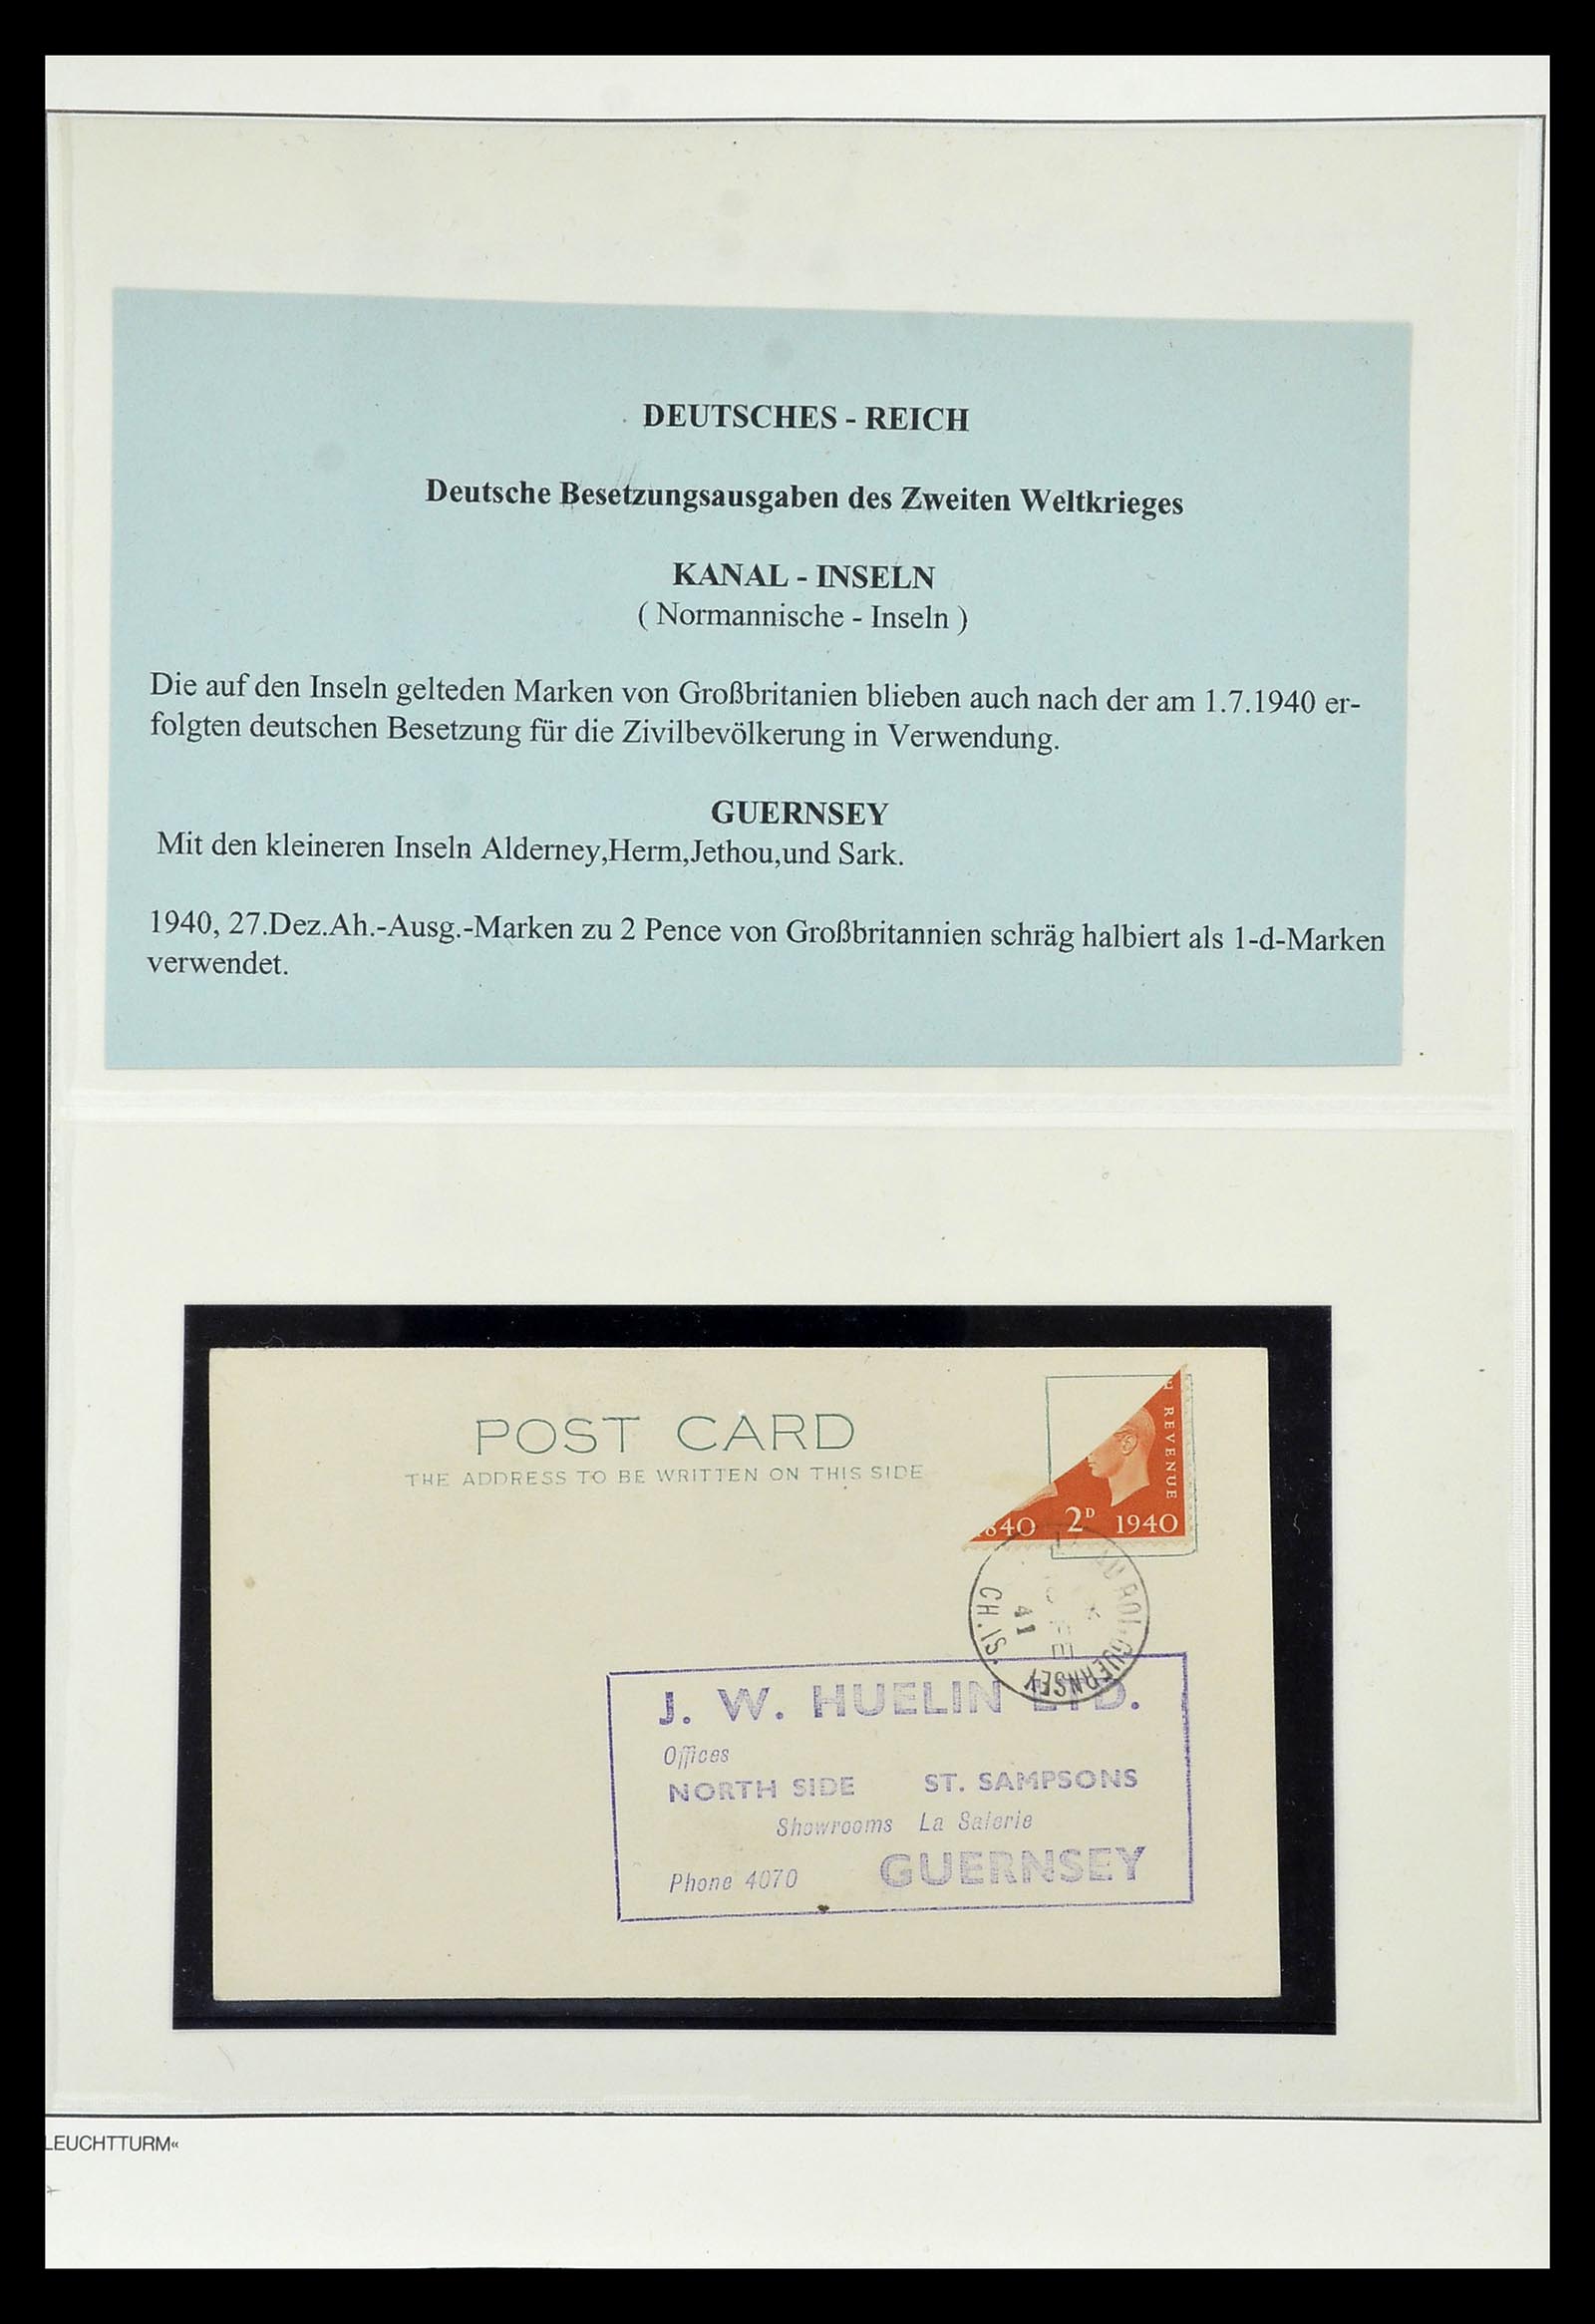 DEUTSCHES - REICH
Deutsche Besetzungsausgaben des Zweiten Weltkrieges
KANAL - INSELN
( Normannische - Inseln )
Die auf den Inseln gelteden Marken von Großbritanien blieben auch nach der am 1.7.1940 er-
folgten deutschen Besetzung für die Zivilbevölkerung in Verwendung.
GUERNSEY
Mit den kleineren Inseln Alderney,Herm,Jethou,und Sark.
1940, 27.Dez.Ah.-Ausg.-Marken zu 2 Pence von Großbritannien schräg halbiert als 1-d-Marken
verwendet.
POST CARD
THE ADDRESS TO BE WRITTEN ON THIS SIDE
REVENUE
840 2D 1940
41
GUERNSEY
CH.IS.
J. W. HUELIN LTD.
Offices
NORTH SIDE ST. SAMPSONS
Showrooms La Salerie
Phone 4070 GUERNSEY
LEUCHTTURM«